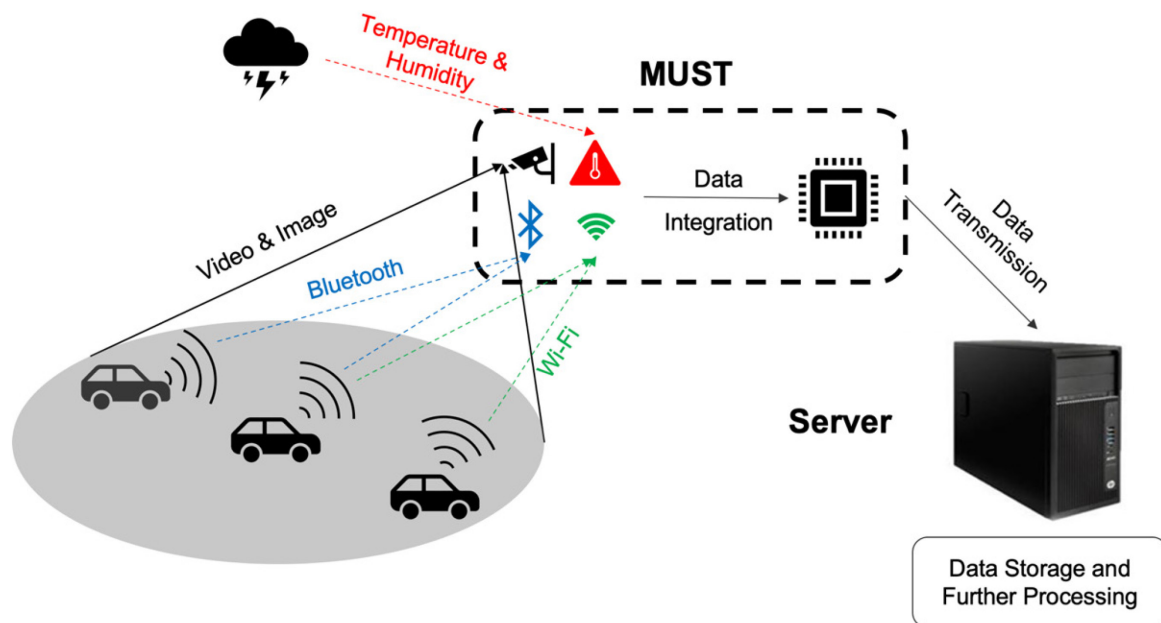 Temperature &
Humidity
MUST
Data
Integration
Data
Transmission
Video & Image
Bluetooth
Wi-Fi
Server
Data Storage and
Further Processing